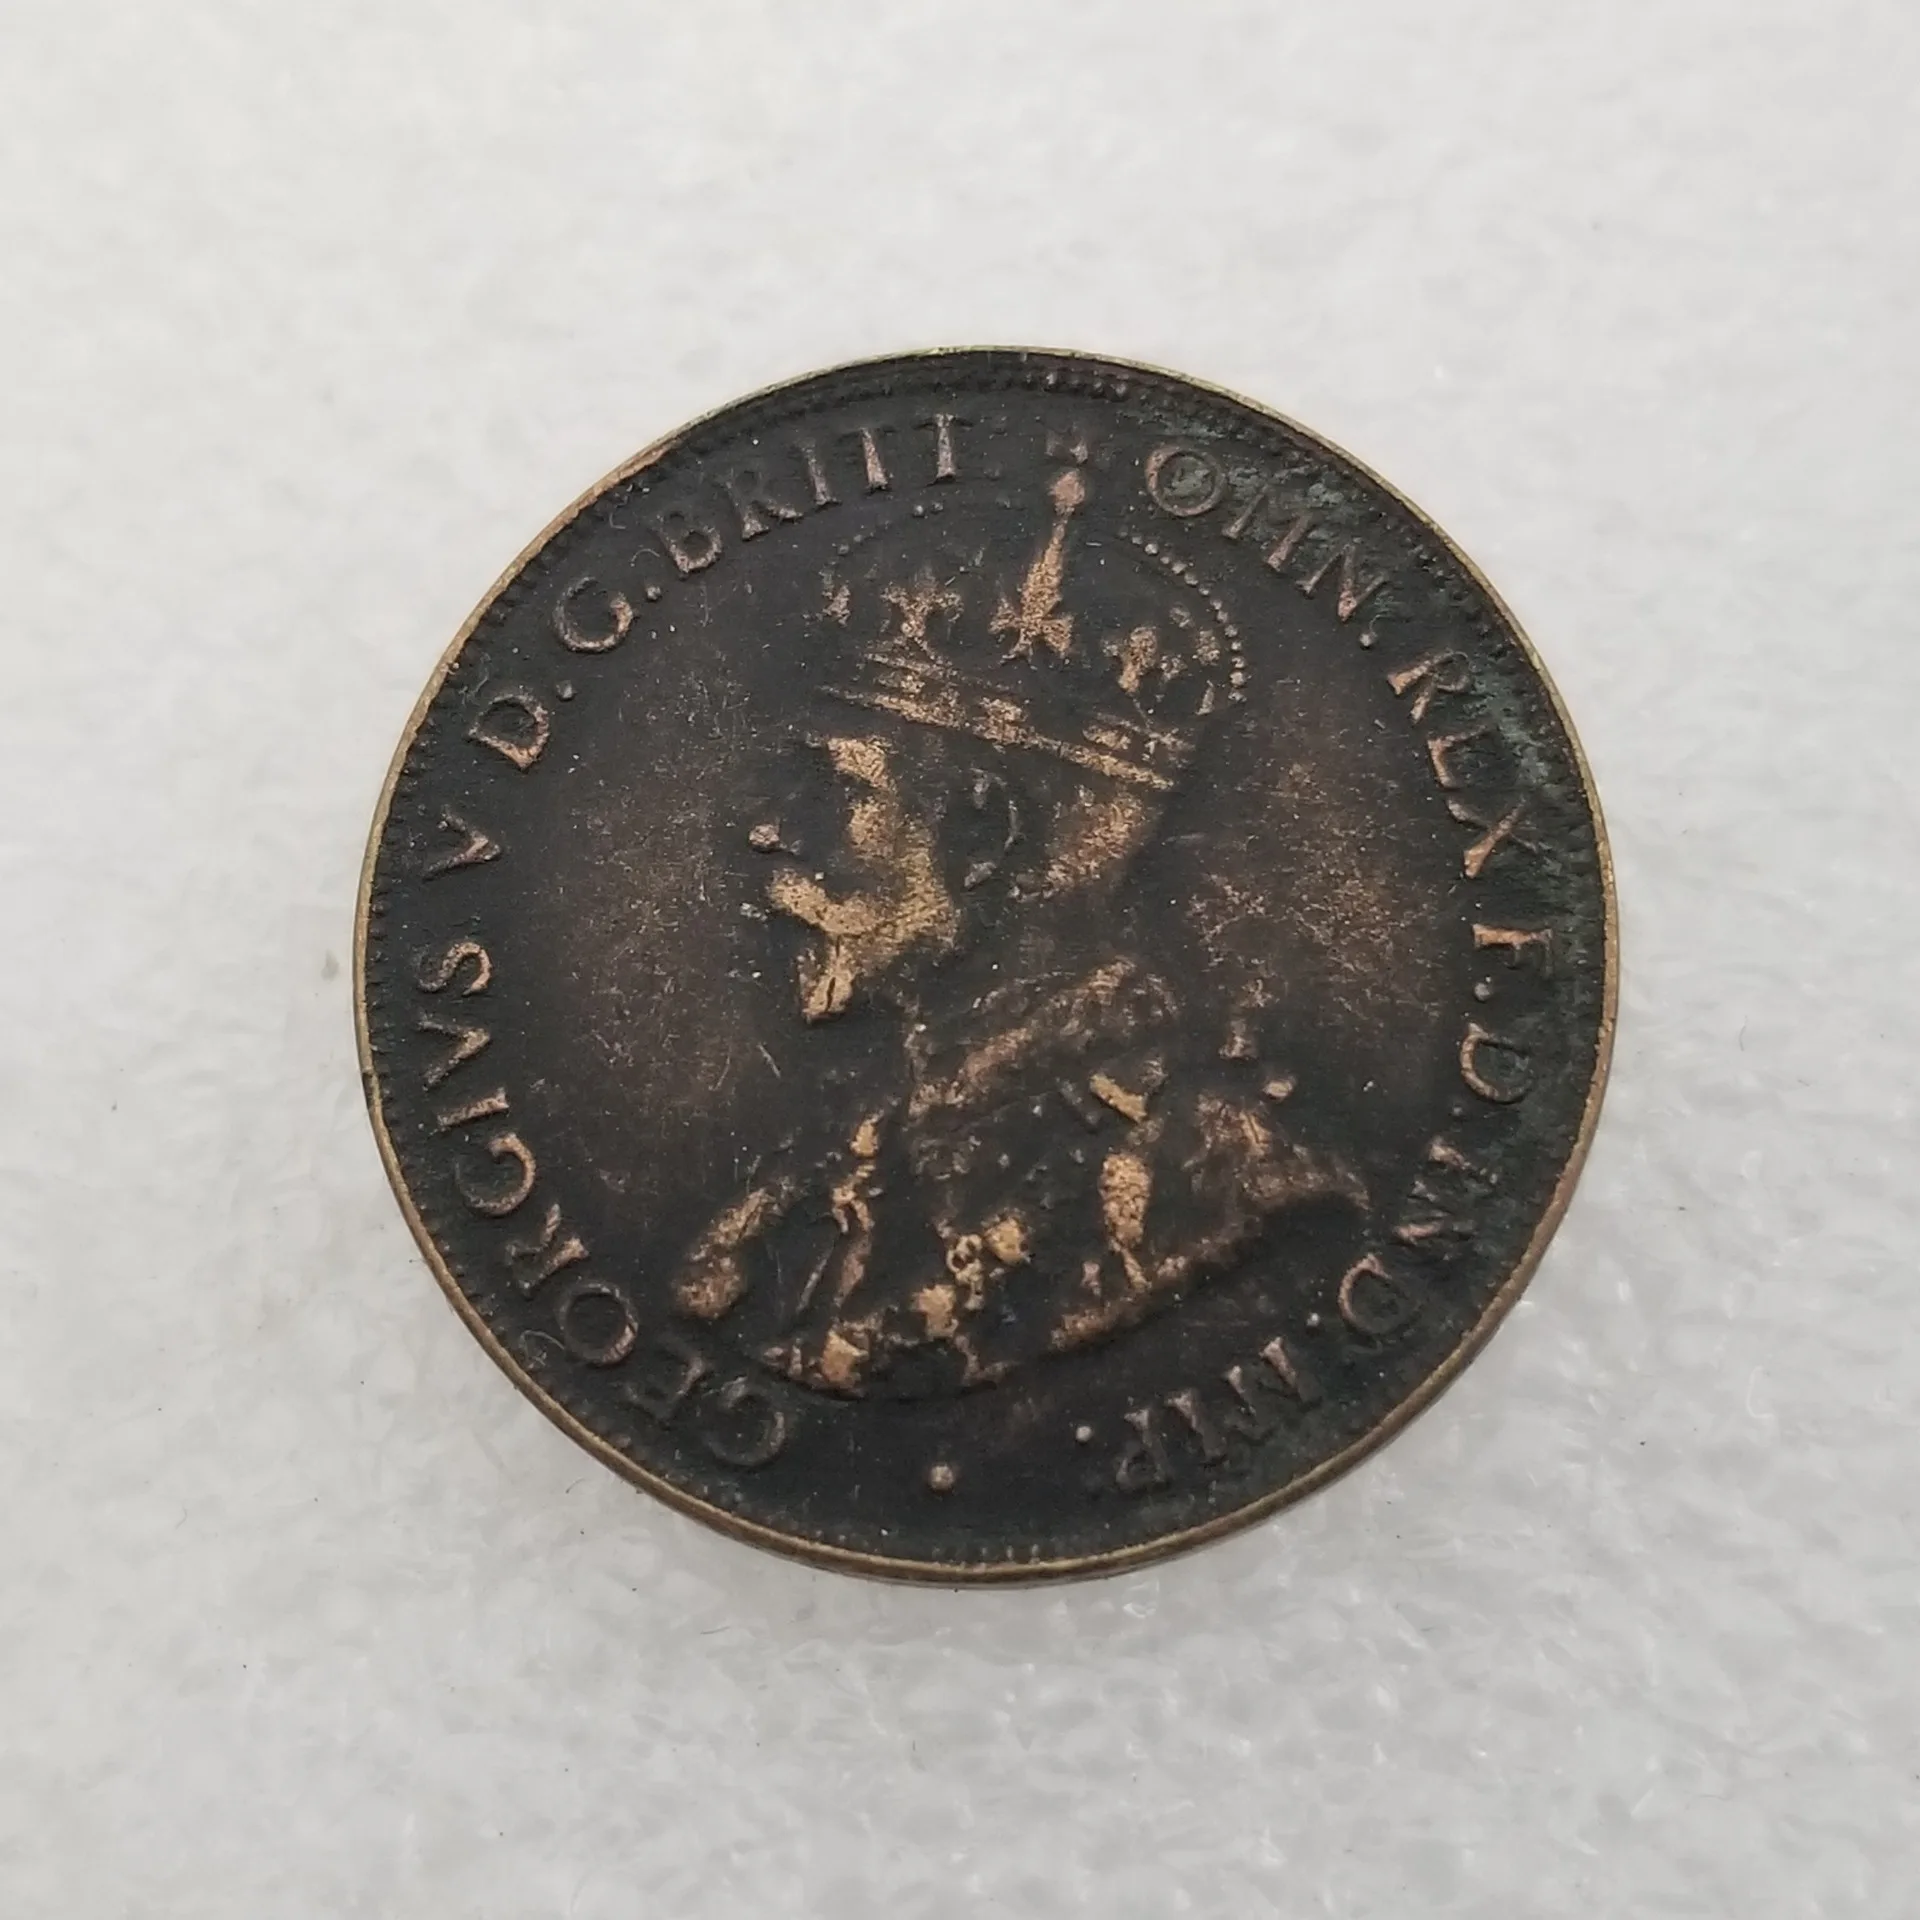 GEORGIVS V D.G.BRITT: OMN. REX F.D.IND.IMP.